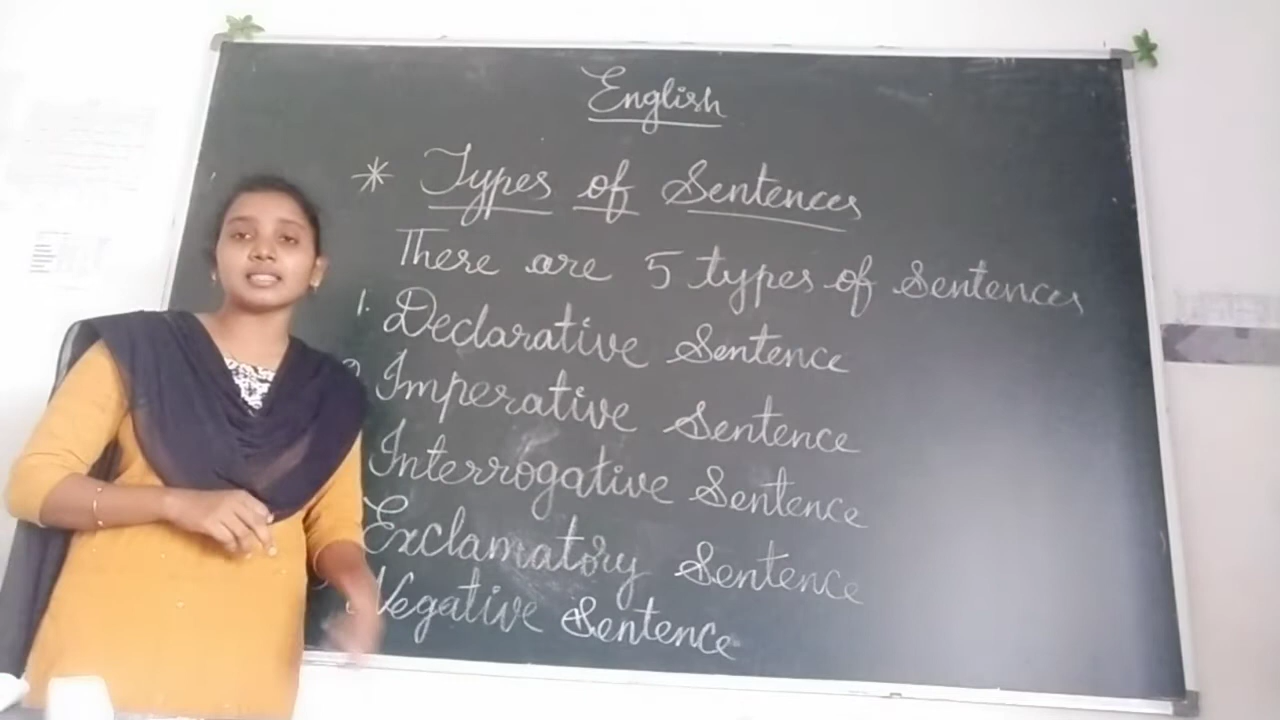 English
* Types of Sentences
There are 5 types of Sentences
1. Declarative Sentence
2 Imperative Sentence
Interrogative Sentence
Exclamatory Sentence
Negative Sentence